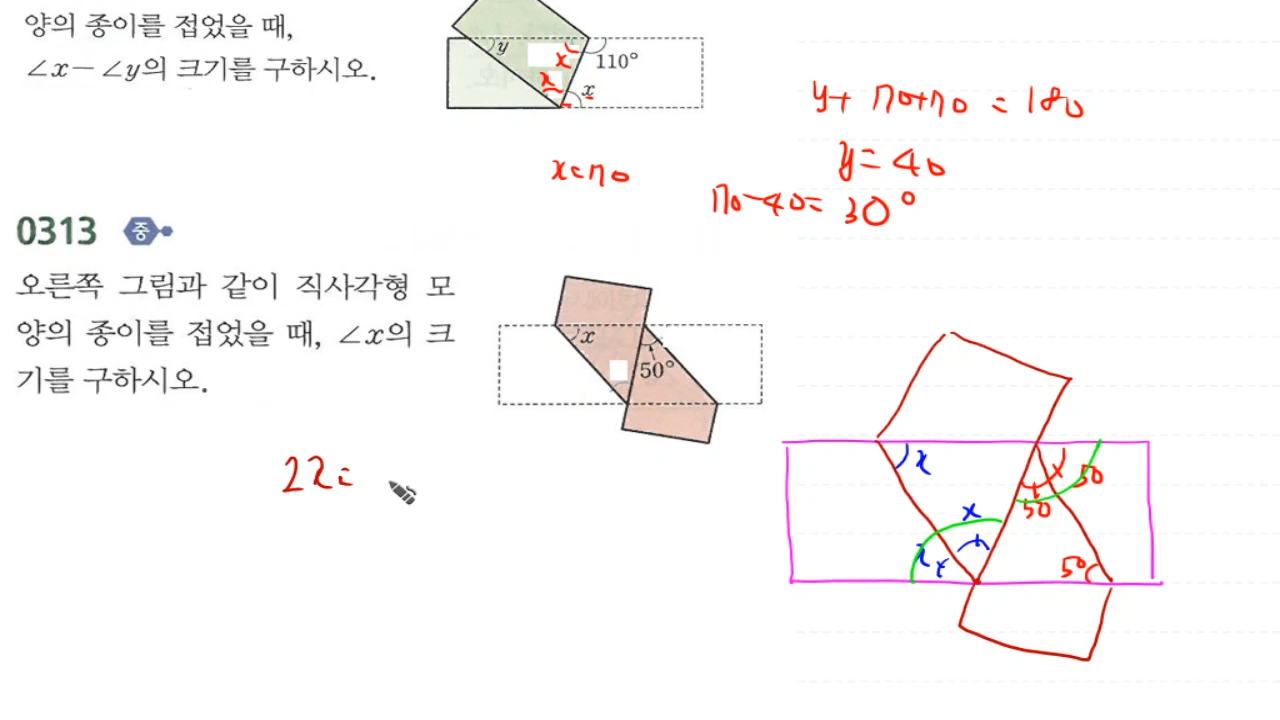 양의 종이를 접었을 때,
∠x－∠y의 크기를 구하시오.
y
x
x
110°
x
y+ 70+70 = 180
y= 40
x=70
70-40= 30°
0313 중
오른쪽 그림과 같이 직사각형 모
양의 종이를 접었을 때, ∠x의 크
기를 구하시오.
x
50°
2x=
x
x
x
50
50
50